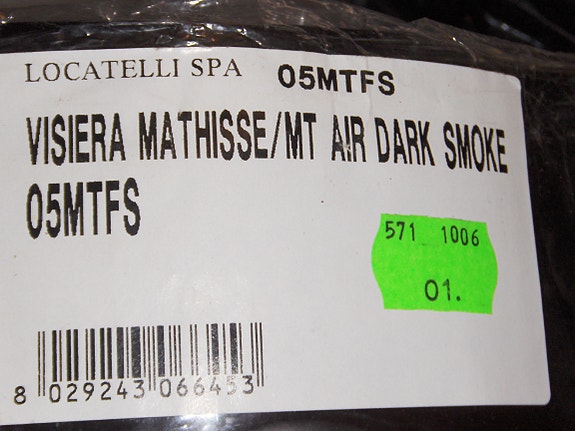 LOCATELLI SPA 05MTFS
VISIERA MATHISSE/MT AIR DARK SMOKE
05MTFS
571 1006
01.
8 029243 066453